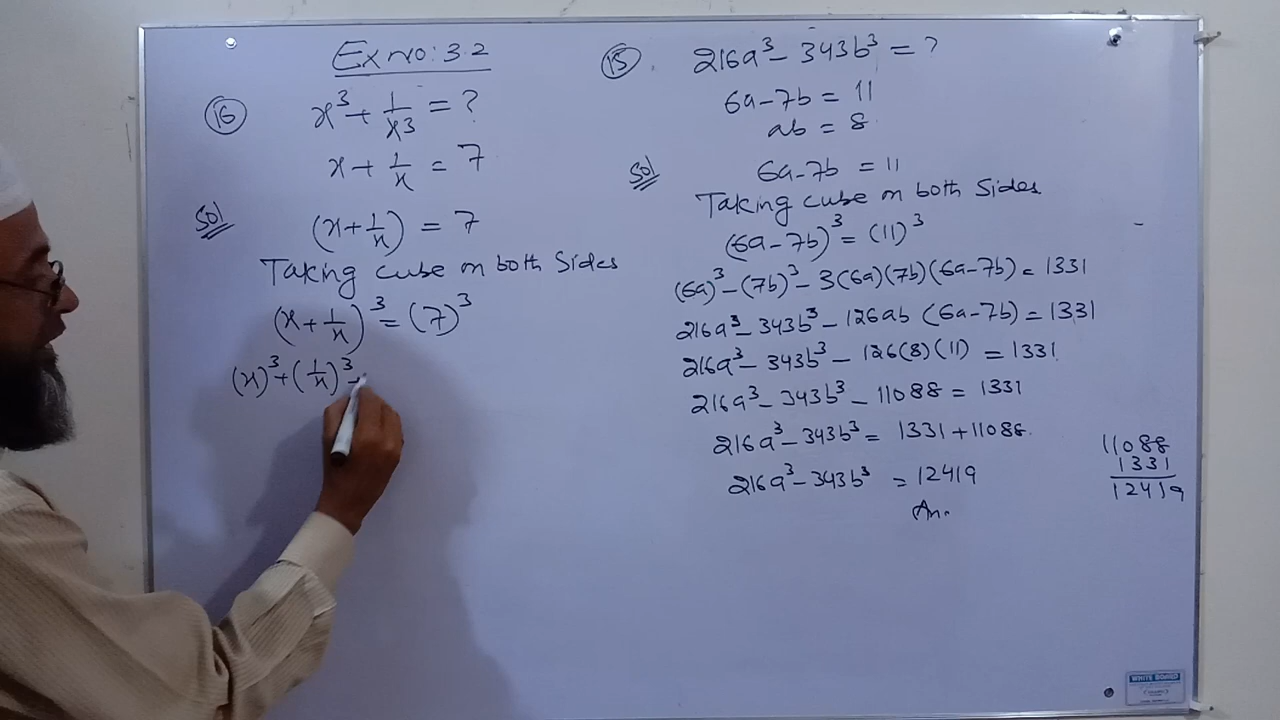 Ex no: 3.2
(16) x³ + 1/x³ = ?
x + 1/x = 7
Sol (x + 1/x) = 7
Taking cube on both Sides
(x + 1/x)³ = (7)³
(x)³ + (1/x)³ +
(15) 216a³ - 343b³ = ?
6a - 7b = 11
ab = 8
Sol 6a - 7b = 11
Taking cube on both Sides
(6a - 7b)³ = (11)³
(6a)³ - (7b)³ - 3(6a)(7b)(6a - 7b) = 1331
216a³ - 343b³ - 126ab (6a - 7b) = 1331
216a³ - 343b³ - 126(8)(11) = 1331
216a³ - 343b³ - 11088 = 1331
216a³ - 343b³ = 1331 + 11088
216a³ - 343b³ = 12419
An.
11088
1331
12419
WHITE BOARD